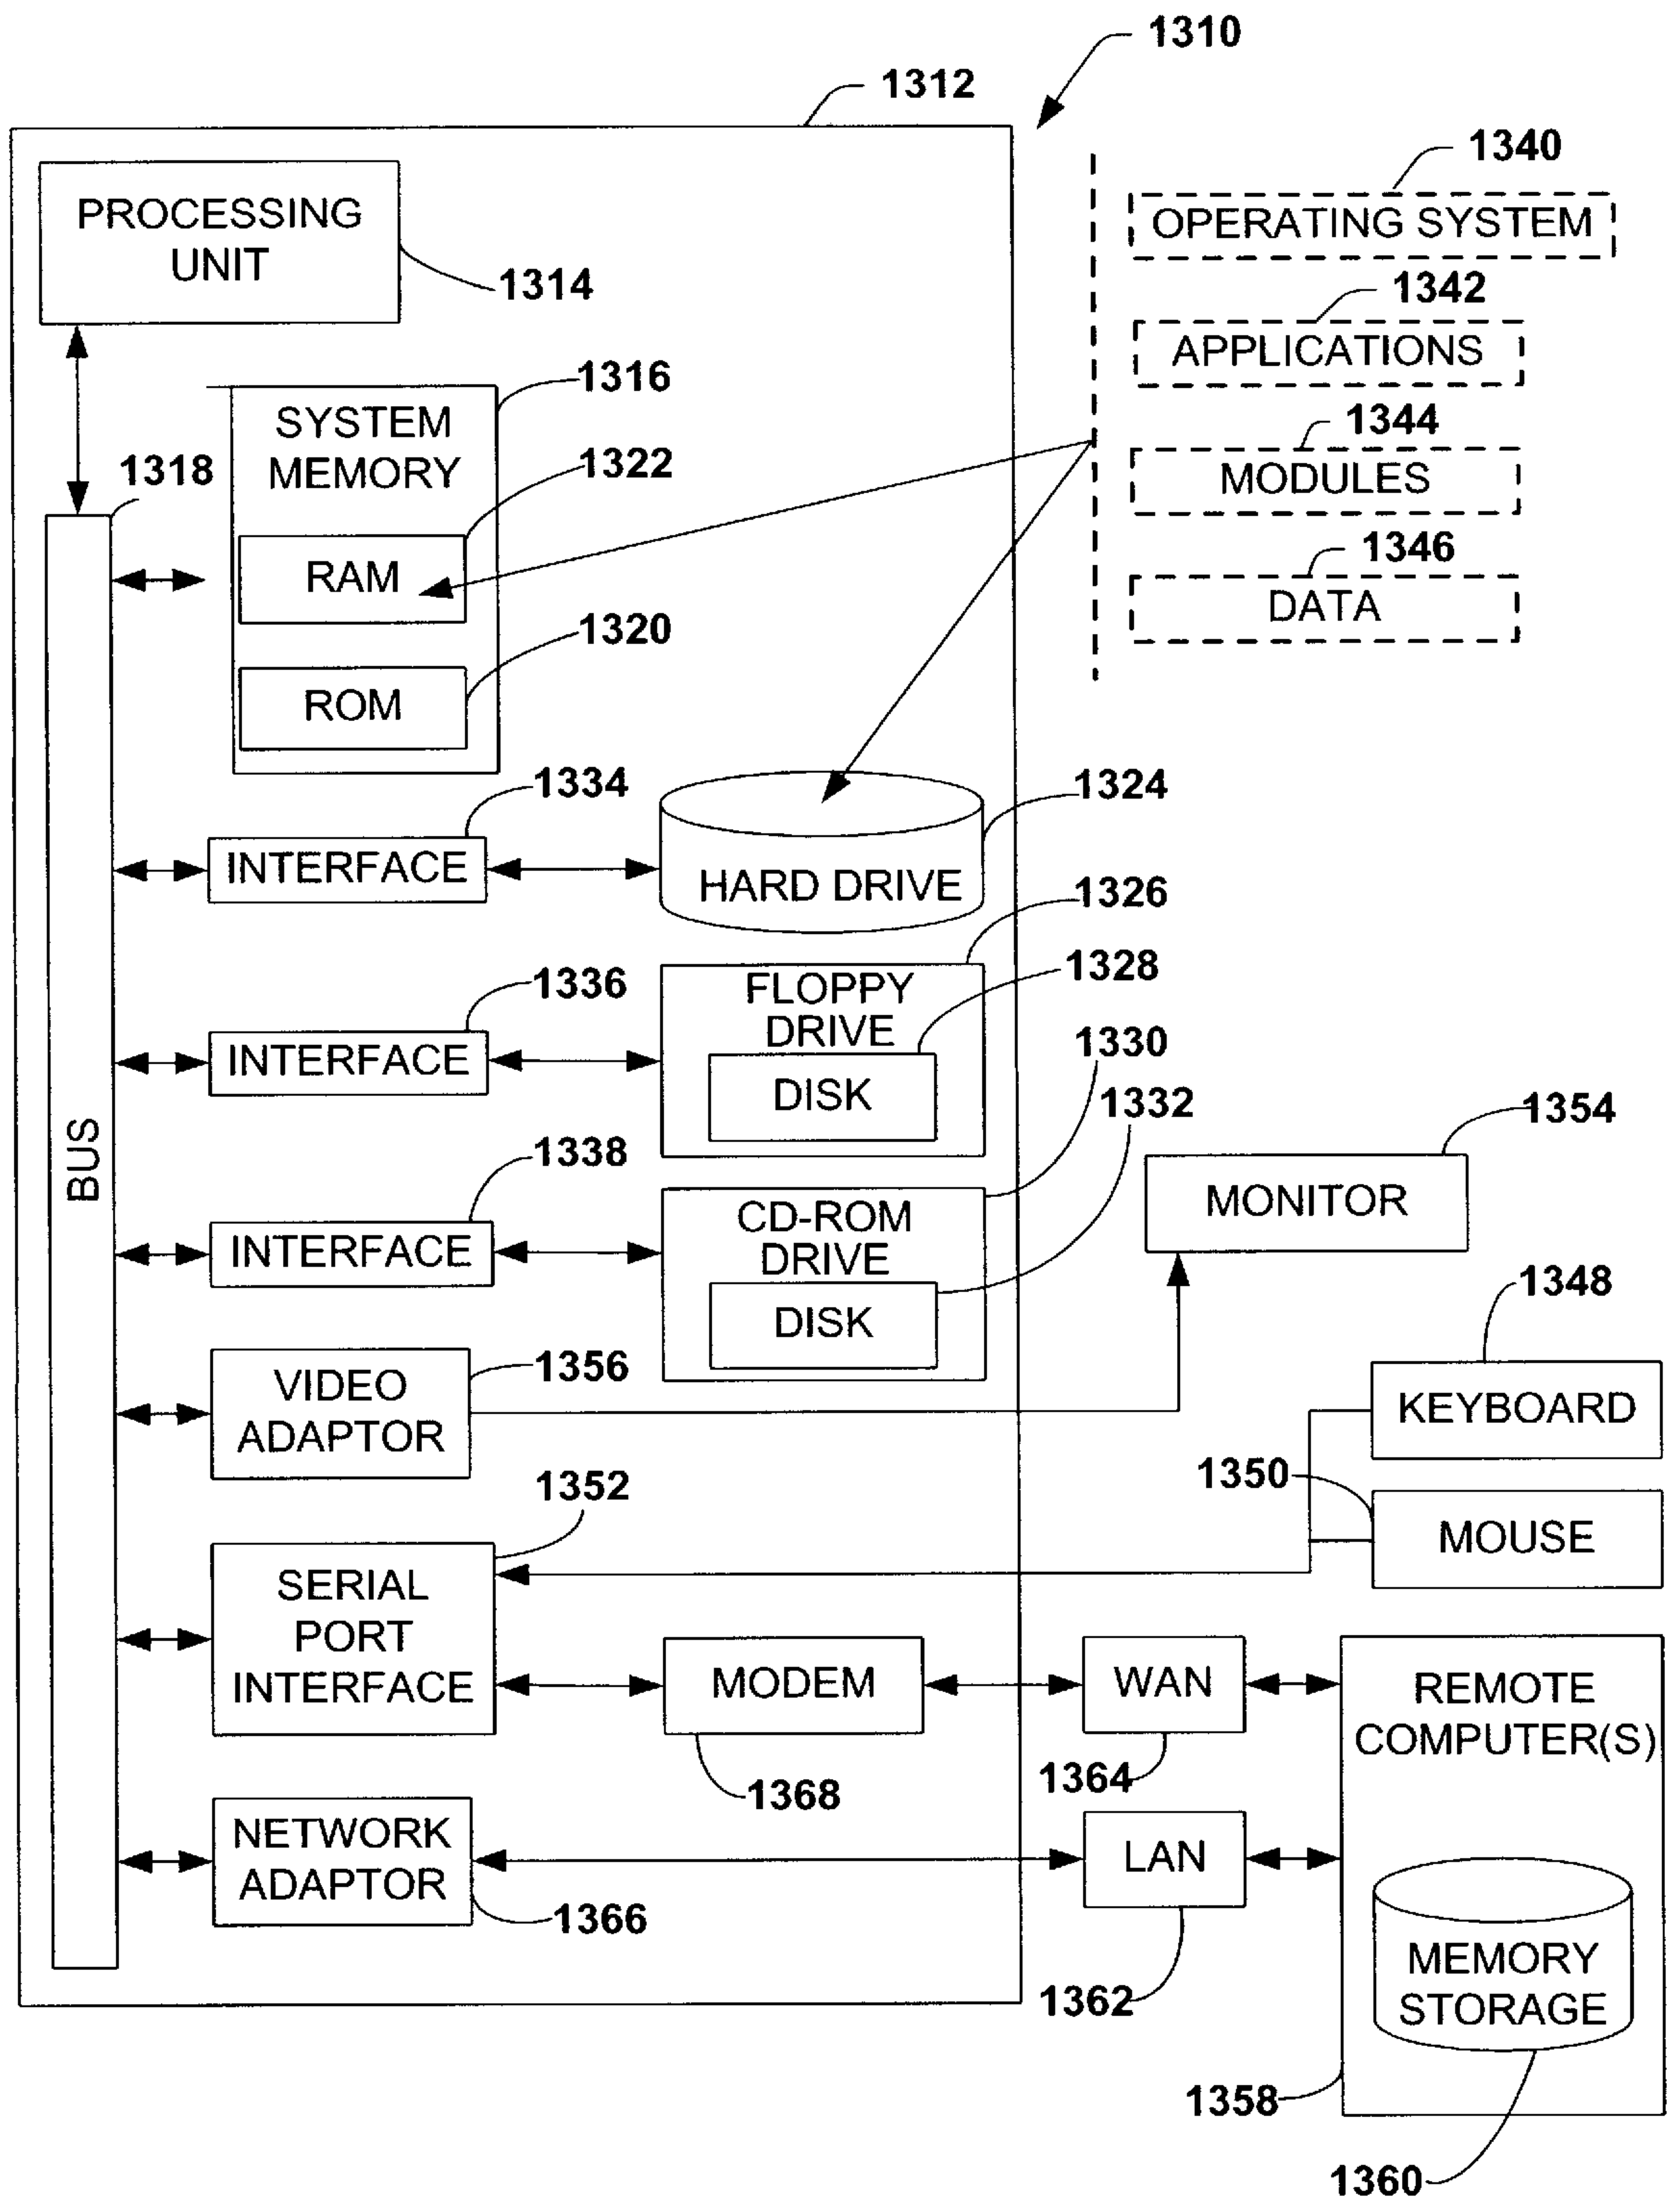 1310
1312
1340
PROCESSING
UNIT
OPERATING SYSTEM
1314
1342
APPLICATIONS
1316
SYSTEM
MEMORY
1344
1318
1322
MODULES
1346
RAM
DATA
1320
ROM
1334
1324
INTERFACE
HARD DRIVE
1326
1336
FLOPPY
DRIVE
1328
INTERFACE
1330
DISK
1332
1354
BUS
1338
MONITOR
CD-ROM
DRIVE
INTERFACE
1348
DISK
1356
VIDEO
ADAPTOR
KEYBOARD
1350
1352
MOUSE
SERIAL
PORT
INTERFACE
MODEM
WAN
REMOTE
COMPUTER(S)
1368
1364
NETWORK
ADAPTOR
LAN
1366
1362
MEMORY
STORAGE
1358
1360